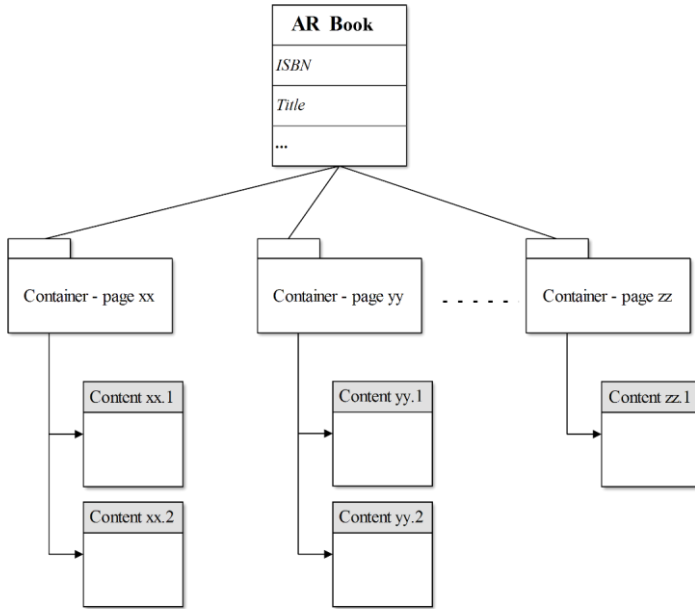 AR Book
ISBN
Title
...
Container - page xx
Container - page yy
Container - page zz
Content xx.1
Content yy.1
Content zz.1
Content xx.2
Content yy.2